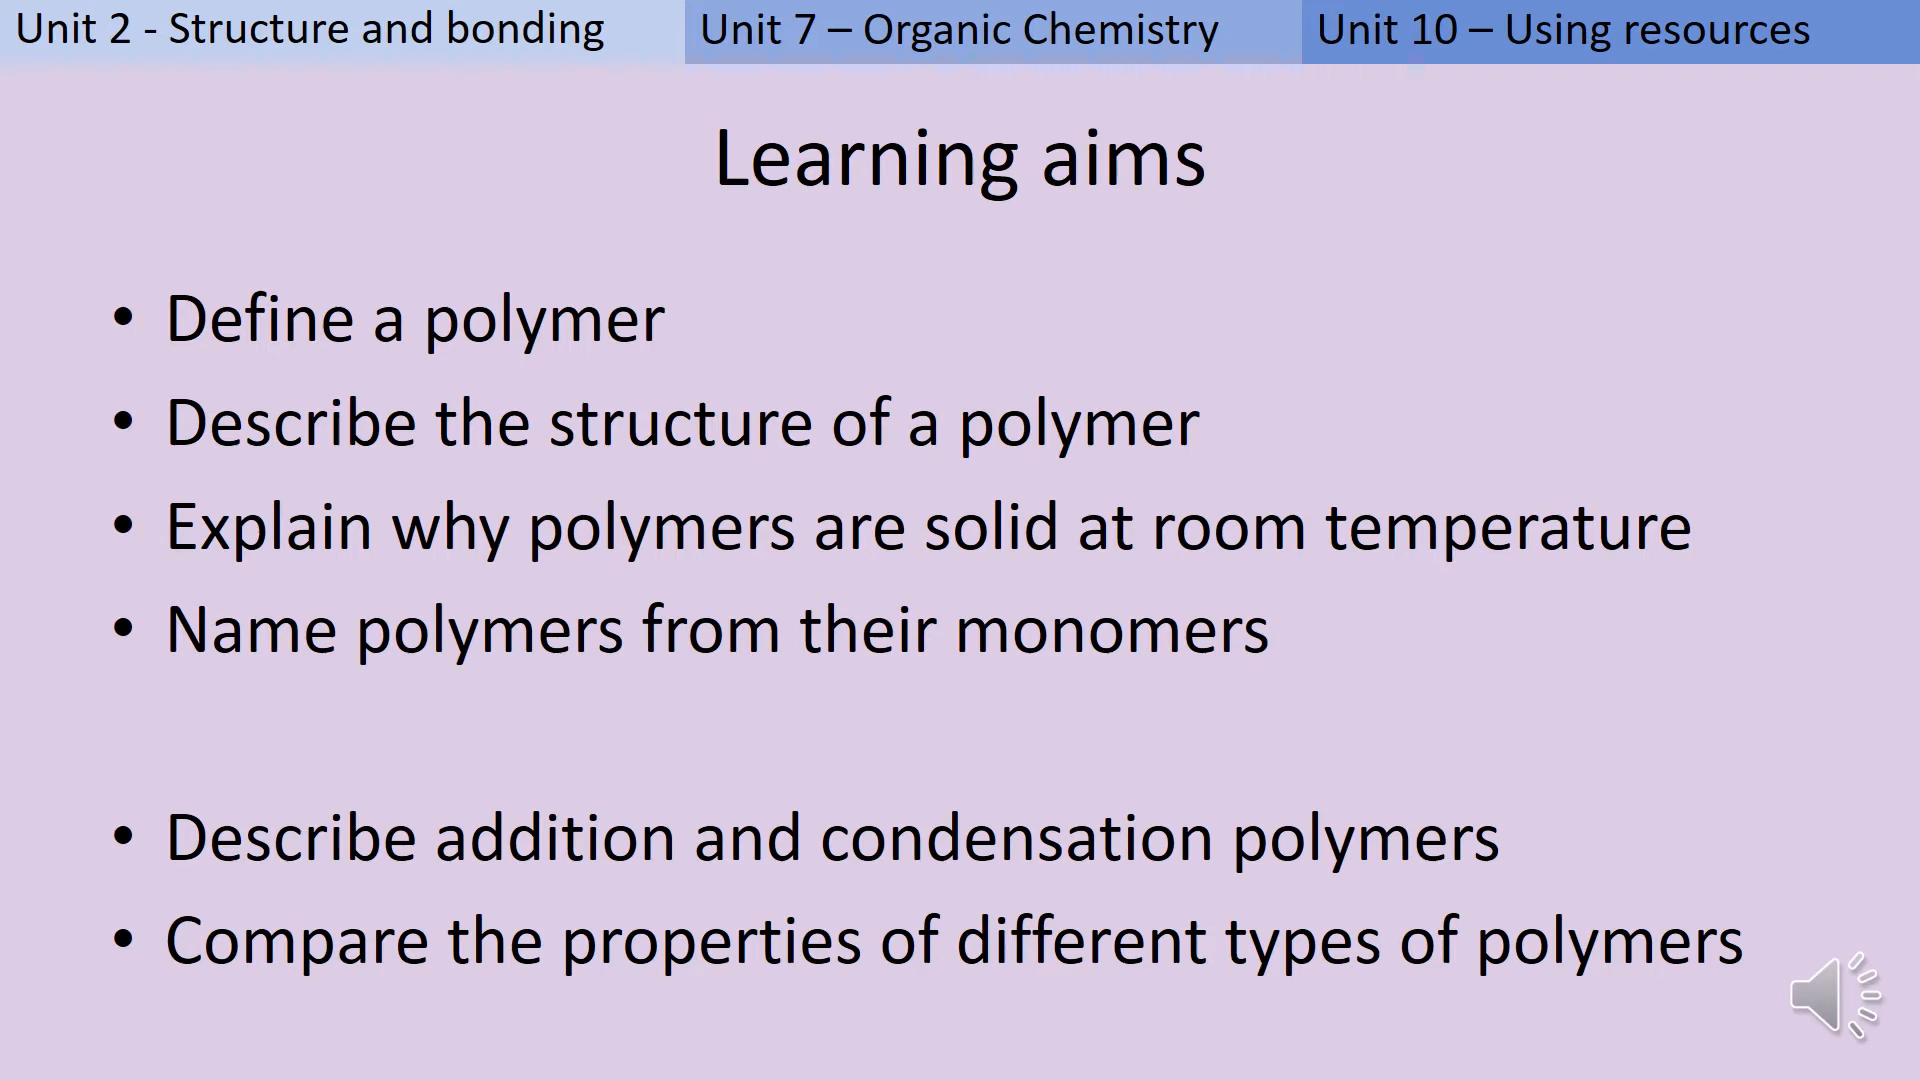 Unit 2 - Structure and bonding
Unit 7 – Organic Chemistry
Unit 10 – Using resources
Learning aims
• Define a polymer
• Describe the structure of a polymer
• Explain why polymers are solid at room temperature
• Name polymers from their monomers
• Describe addition and condensation polymers
• Compare the properties of different types of polymers